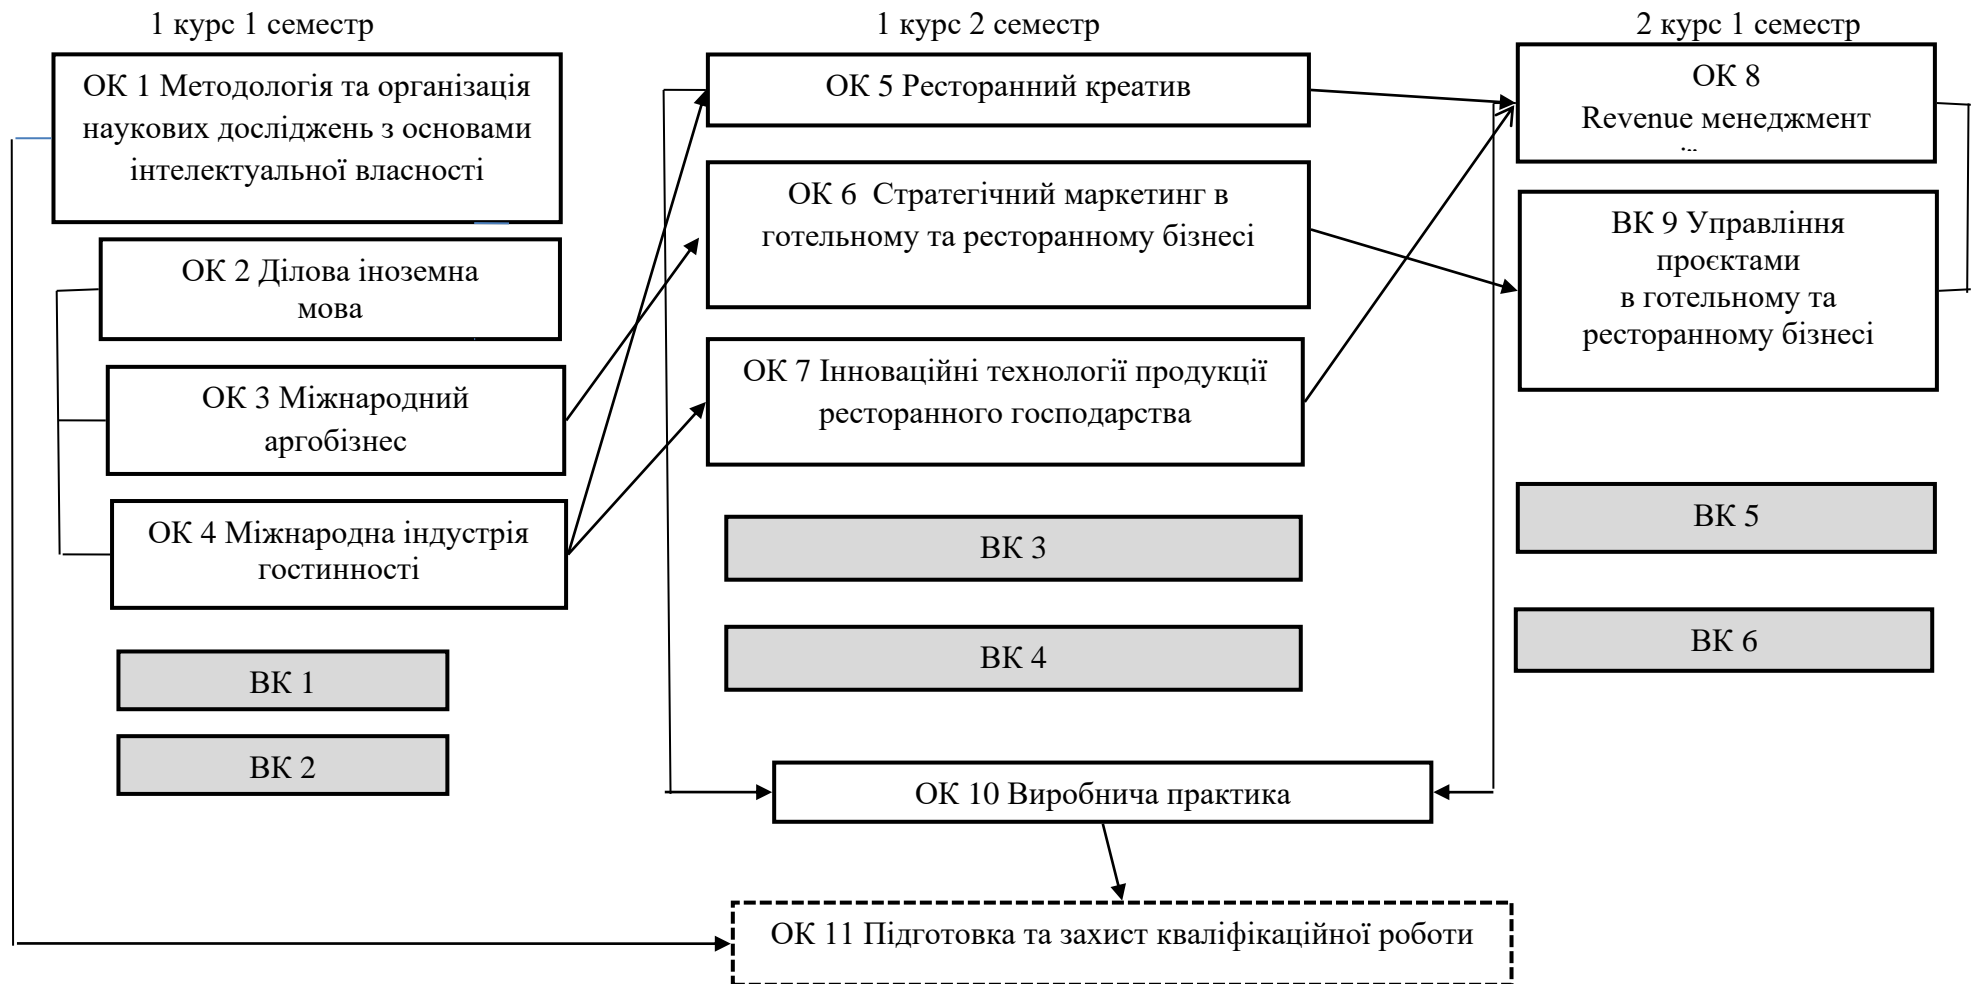 1 курс 1 семестр
1 курс 2 семестр
2 курс 1 семестр
ОК 1 Методологія та організація
наукових досліджень з основами
інтелектуальної власності
ОК 2 Ділова іноземна
мова
ОК 3 Міжнародний
аргобізнес
ОК 4 Міжнародна індустрія
гостинності
ВК 1
ВК 2
ОК 5 Ресторанний креатив
ОК 6 Стратегічний маркетинг в
готельному та ресторанному бізнесі
ОК 7 Інноваційні технології продукції
ресторанного господарства
ВК 3
ВК 4
ОК 8
Revenue менеджмент
ВК 9 Управління
проєктами
в готельному та
ресторанному бізнесі
ВК 5
ВК 6
ОК 10 Виробнича практика
ОК 11 Підготовка та захист кваліфікаційної роботи